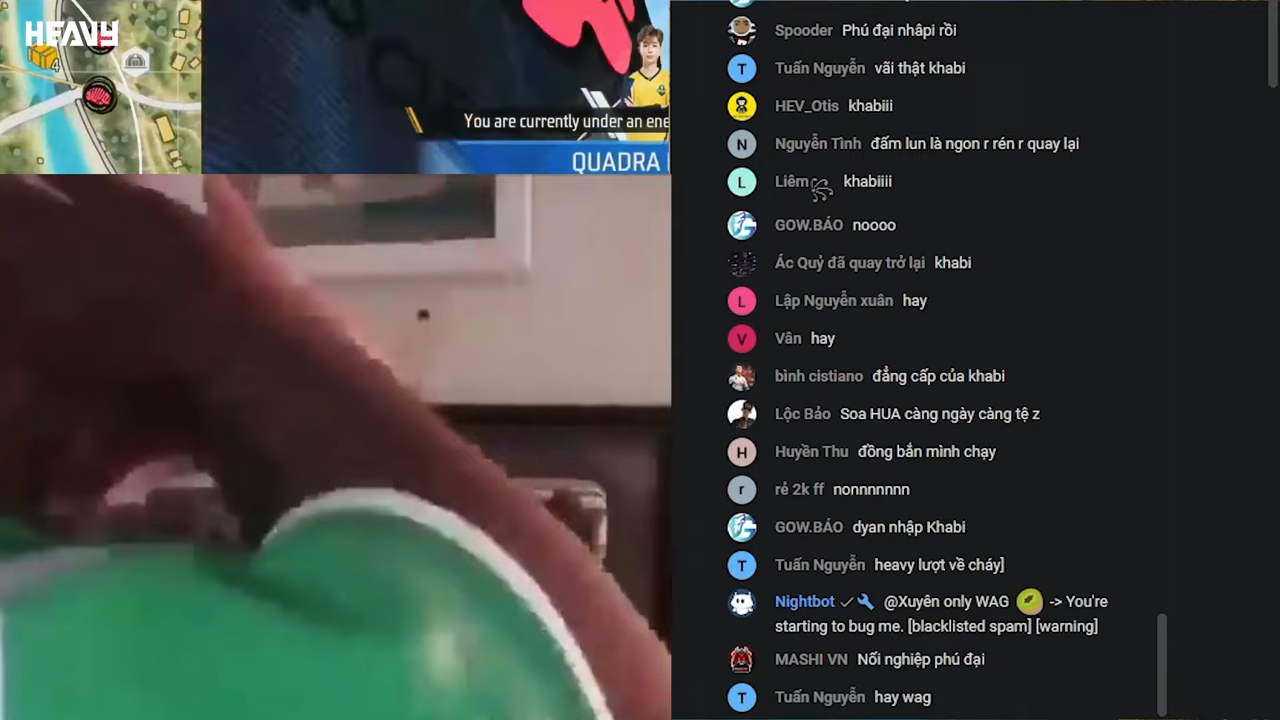 HEAVY
4
You are currently under an ene
QUADRA
Spooder Phú đại nhâpi rồi
T Tuấn Nguyễn vãi thật khabi
HEV_Otis khabiii
N Nguyễn Tình đấm lun là ngon r rén r quay lại
L Liêm khabiiii
GOW.BÁO noooo
Ác Quỷ đã quay trở lại khabi
L Lập Nguyễn xuân hay
V Vân hay
bình cistiano đẳng cấp của khabi
Lộc Bảo Soa HUA càng ngày càng tệ z
H Huyền Thu đồng bắn mình chạy
r rẻ 2k ff nonnnnnnn
GOW.BÁO dyan nhập Khabi
T Tuấn Nguyễn heavy lượt về cháy]
Nightbot @Xuyên only WAG -> You're
starting to bug me. [blacklisted spam] [warning]
MASHI VN Nối nghiệp phú đại
T Tuấn Nguyễn hay wag